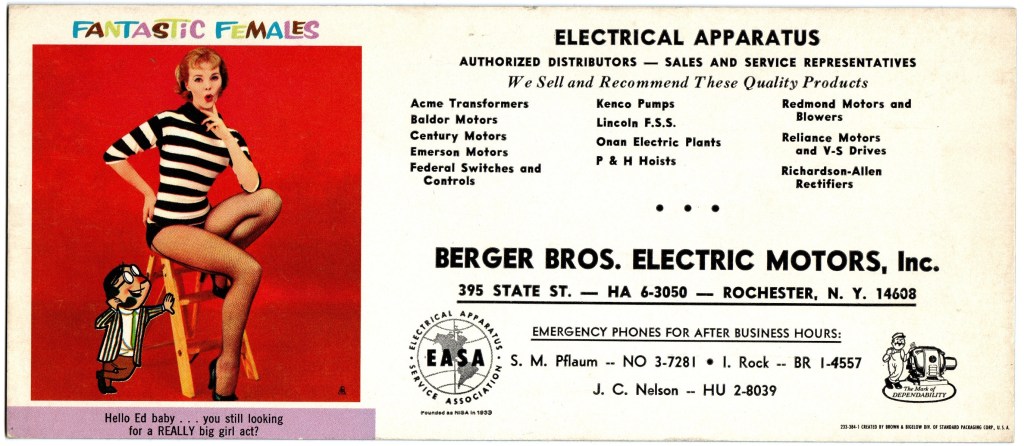 FANTASTIC FEMALES
Hello Ed baby . . . you still looking
for a REALLY big girl act?
ELECTRICAL APPARATUS
AUTHORIZED DISTRIBUTORS — SALES AND SERVICE REPRESENTATIVES
We Sell and Recommend These Quality Products
Acme Transformers
Baldor Motors
Century Motors
Emerson Motors
Federal Switches and
Controls
Kenco Pumps
Lincoln F.S.S.
Onan Electric Plants
P & H Hoists
Redmond Motors and
Blowers
Reliance Motors
and V-S Drives
Richardson-Allen
Rectifiers
• • •
BERGER BROS. ELECTRIC MOTORS, Inc.
395 STATE ST. — HA 6-3050 — ROCHESTER, N. Y. 14608
ELECTRICAL APPARATUS
EASA
SERVICE ASSOCIATION
Founded as NISA in 1933
EMERGENCY PHONES FOR AFTER BUSINESS HOURS:
S. M. Pflaum -- NO 3-7281 • I. Rock -- BR 1-4557
J. C. Nelson -- HU 2-8039
The Mark of
DEPENDABILITY
233-384-1 CREATED BY BROWN & BIGELOW DIV. OF STANDARD PACKAGING CORP., U.S.A.